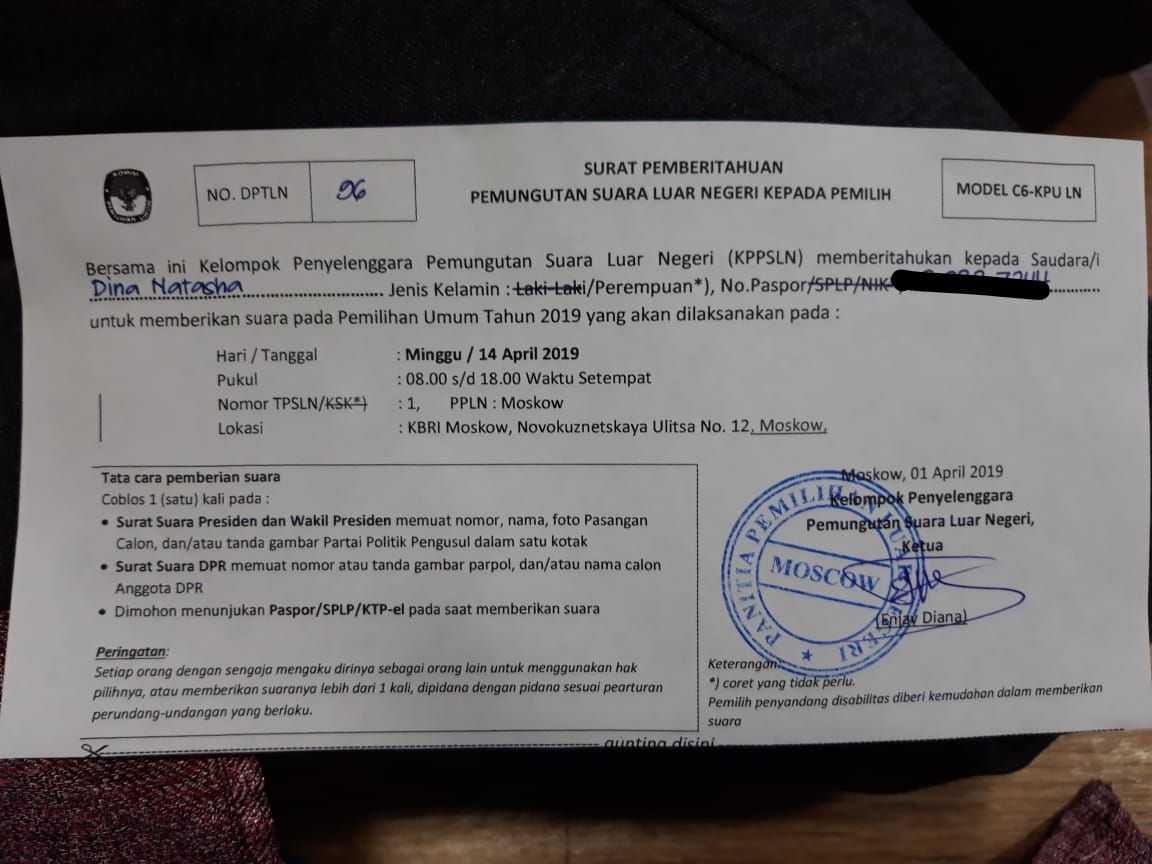 KOMISI
PEMILIHAN UMUM
NO. DPTLN
96
SURAT PEMBERITAHUAN
PEMUNGUTAN SUARA LUAR NEGERI KEPADA PEMILIH
MODEL C6-KPU LN
Bersama ini Kelompok Penyelenggara Pemungutan Suara Luar Negeri (KPPSLN) memberitahukan kepada Saudara/i
Dina Natasha ........................ Jenis Kelamin : Laki-Laki/Perempuan*), No.Paspor/SPLP/NIK
untuk memberikan suara pada Pemilihan Umum Tahun 2019 yang akan dilaksanakan pada :
Hari / Tanggal : Minggu / 14 April 2019
Pukul : 08.00 s/d 18.00 Waktu Setempat
Nomor TPSLN/KSK*) : 1, PPLN : Moskow
Lokasi : KBRI Moskow, Novokuznetskaya Ulitsa No. 12, Moskow,
Tata cara pemberian suara
Coblos 1 (satu) kali pada :
• Surat Suara Presiden dan Wakil Presiden memuat nomor, nama, foto Pasangan
Calon, dan/atau tanda gambar Partai Politik Pengusul dalam satu kotak
• Surat Suara DPR memuat nomor atau tanda gambar parpol, dan/atau nama calon
Anggota DPR
• Dimohon menunjukan Paspor/SPLP/KTP-el pada saat memberikan suara
Peringatan:
Setiap orang dengan sengaja mengaku dirinya sebagai orang lain untuk menggunakan hak
pilihnya, atau memberikan suaranya lebih dari 1 kali, dipidana dengan pidana sesuai pearturan
perundang-undangan yang berlaku.
Moskow, 01 April 2019
Kelompok Penyelenggara
Pemungutan Suara Luar Negeri,
Ketua
(Enjay Diana)
PANITIA PEMILIHAN LUAR NEGERI
MOSCOW
Keterangan:
*) coret yang tidak perlu.
Pemilih penyandang disabilitas diberi kemudahan dalam memberikan
suara
gunting disini